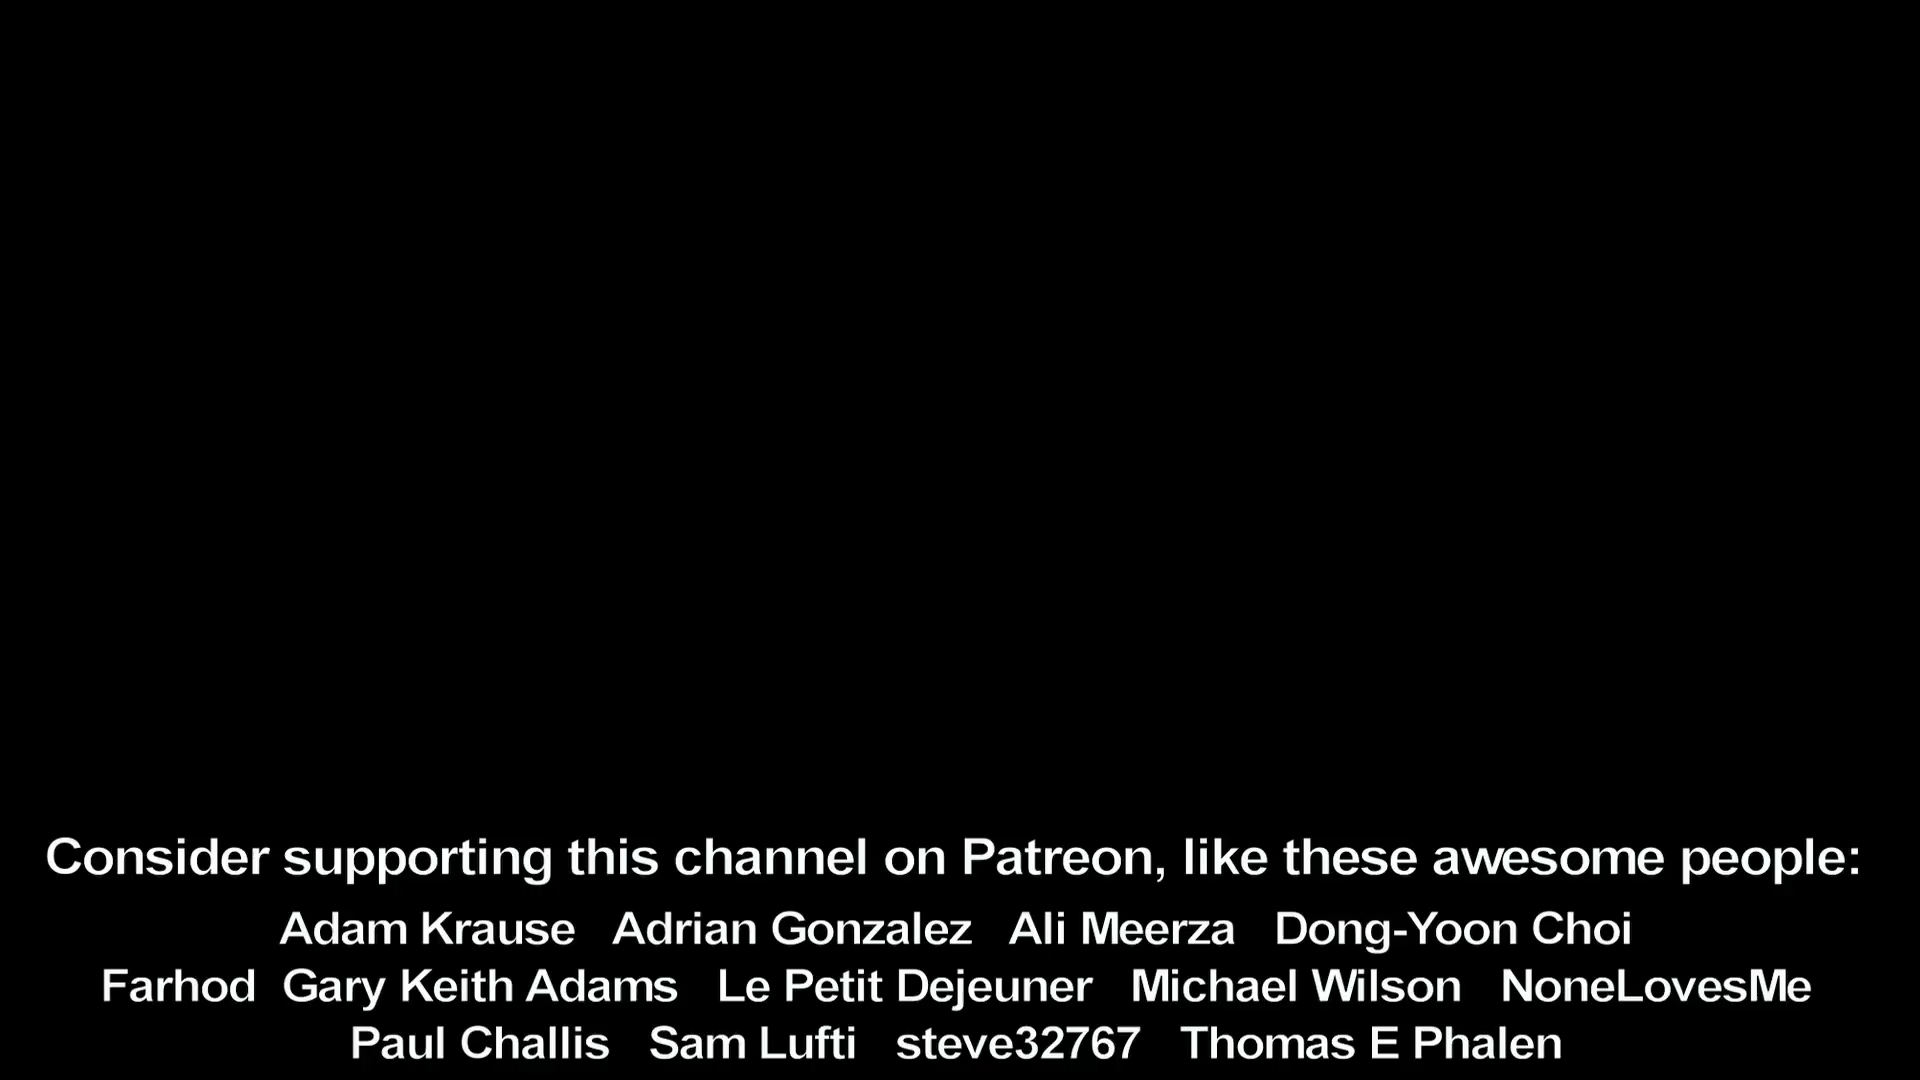 Consider supporting this channel on Patreon, like these awesome people:
Adam Krause Adrian Gonzalez Ali Meerza Dong-Yoon Choi
Farhod Gary Keith Adams Le Petit Dejeuner Michael Wilson NoneLovesMe
Paul Challis Sam Lufti steve32767 Thomas E Phalen